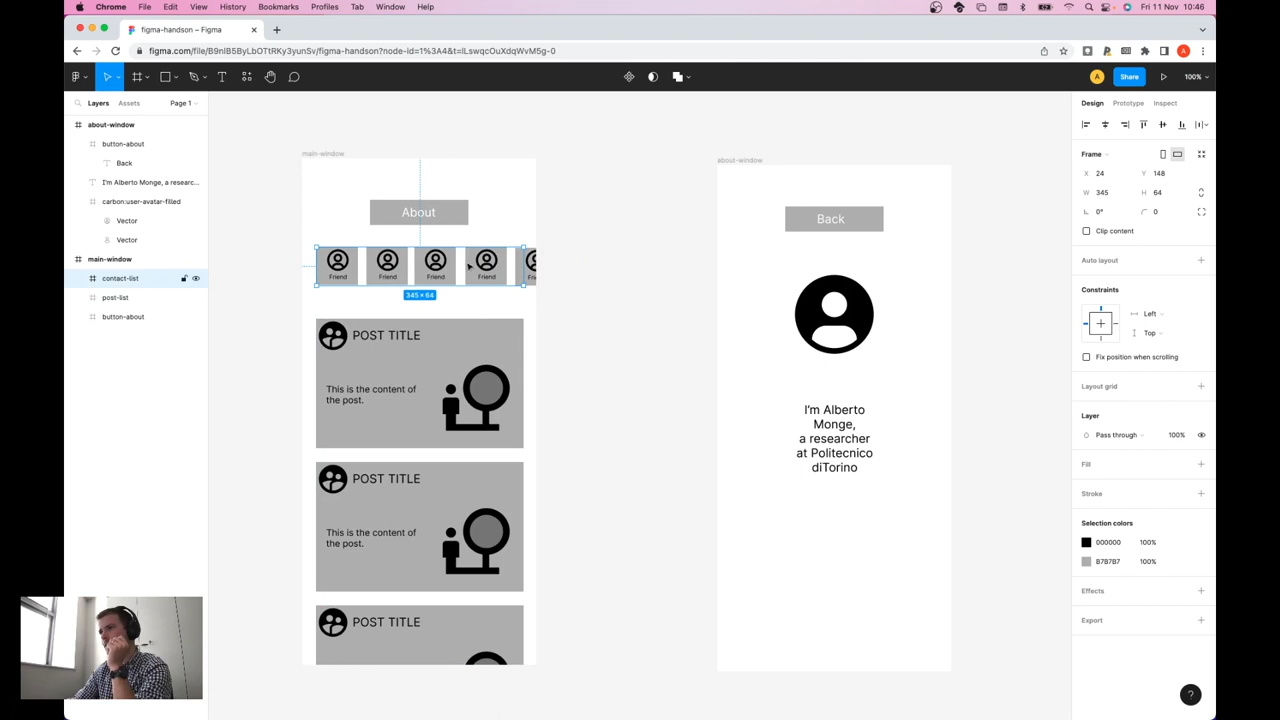 Chrome File Edit View History Bookmarks Profiles Tab Window Help Fri 11 Nov 10:46
figma-handson – Figma
figma.com/file/B9nIB5ByLbOTtRKy3yunSv/figma-handson?node-id=1%3A4&t=lLswqcOuXdqWvM5g-0
A Share 100%
Layers Assets Page 1
Design Prototype Inspect
about-window
button-about
Back
I'm Alberto Monge, a researc...
carbon:user-avatar-filled
Vector
Vector
main-window
contact-list
post-list
button-about
main-window
About
Friend Friend Friend Friend
345 × 64
POST TITLE
This is the content of
the post.
POST TITLE
This is the content of
the post.
POST TITLE
about-window
Back
I'm Alberto
Monge,
a researcher
at Politecnico
diTorino
Frame
X 24 Y 148
W 345 H 64
0° 0
Clip content
Auto layout
Constraints
Left
Top
Fix position when scrolling
Layout grid
Layer
Pass through 100%
Fill
Stroke
Selection colors
000000 100%
B7B7B7 100%
Effects
Export
?